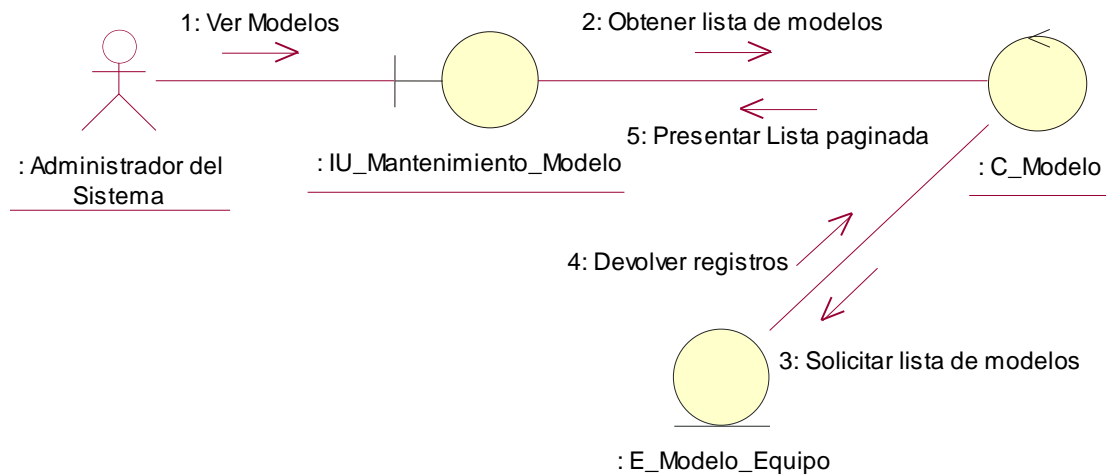 1: Ver Modelos
2: Obtener lista de modelos
5: Presentar Lista paginada
: Administrador del
Sistema
: IU_Mantenimiento_Modelo
: C_Modelo
4: Devolver registros
3: Solicitar lista de modelos
: E_Modelo_Equipo